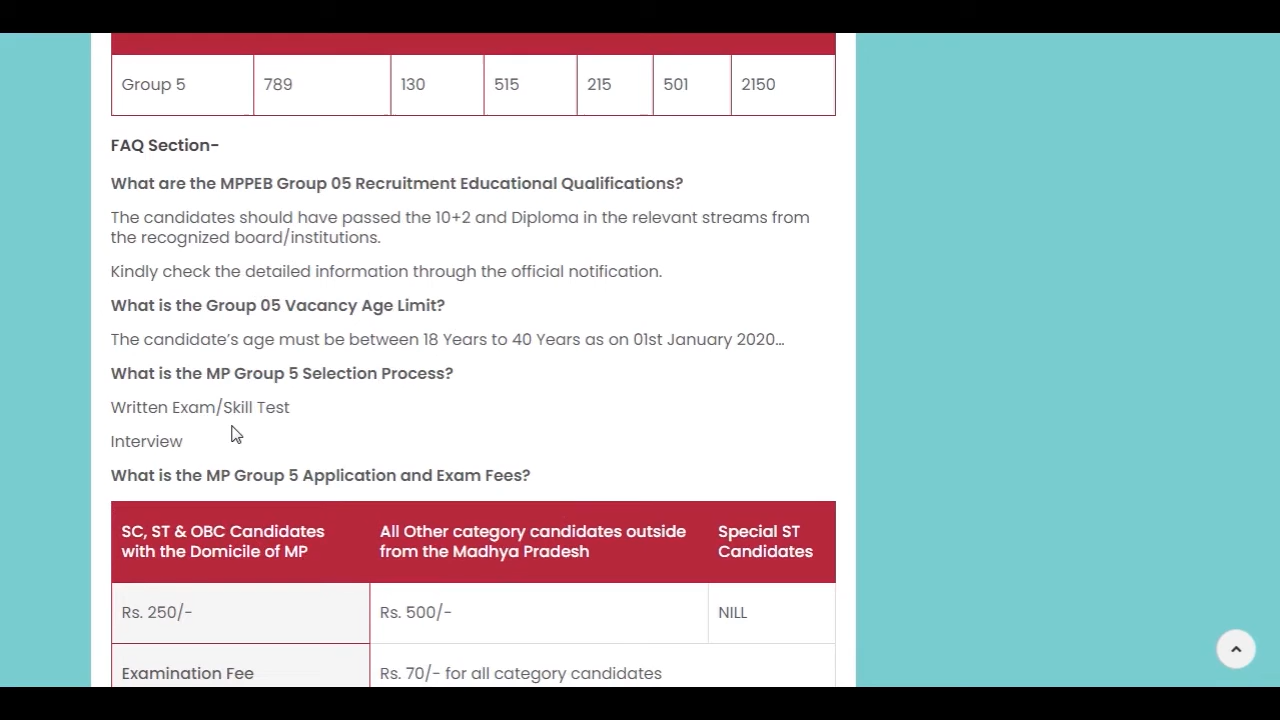 Group 5 789 130 515 215 501 2150
FAQ Section-
What are the MPPEB Group 05 Recruitment Educational Qualifications?
The candidates should have passed the 10+2 and Diploma in the relevant streams from
the recognized board/institutions.
Kindly check the detailed information through the official notification.
What is the Group 05 Vacancy Age Limit?
The candidate’s age must be between 18 Years to 40 Years as on 01st January 2020…
What is the MP Group 5 Selection Process?
Written Exam/Skill Test
Interview
What is the MP Group 5 Application and Exam Fees?
SC, ST & OBC Candidates
with the Domicile of MP
All Other category candidates outside
from the Madhya Pradesh
Special ST
Candidates
Rs. 250/- Rs. 500/- NILL
Examination Fee Rs. 70/- for all category candidates